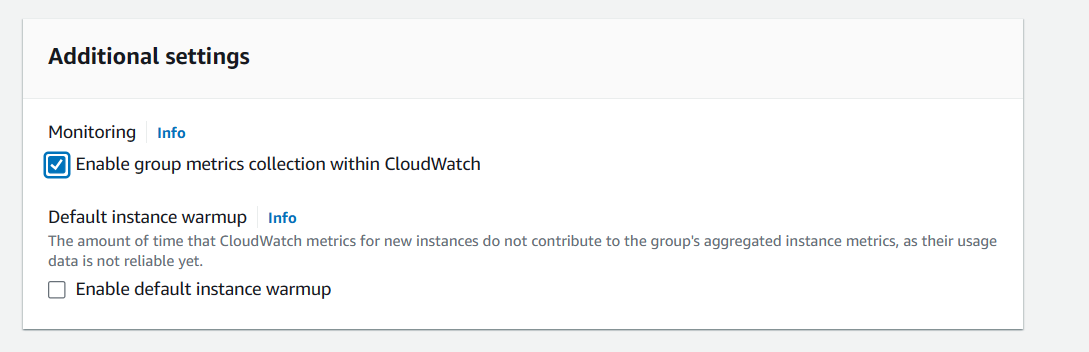 Additional settings
Monitoring Info
Enable group metrics collection within CloudWatch
Default instance warmup Info
The amount of time that CloudWatch metrics for new instances do not contribute to the group's aggregated instance metrics, as their usage
data is not reliable yet.
Enable default instance warmup